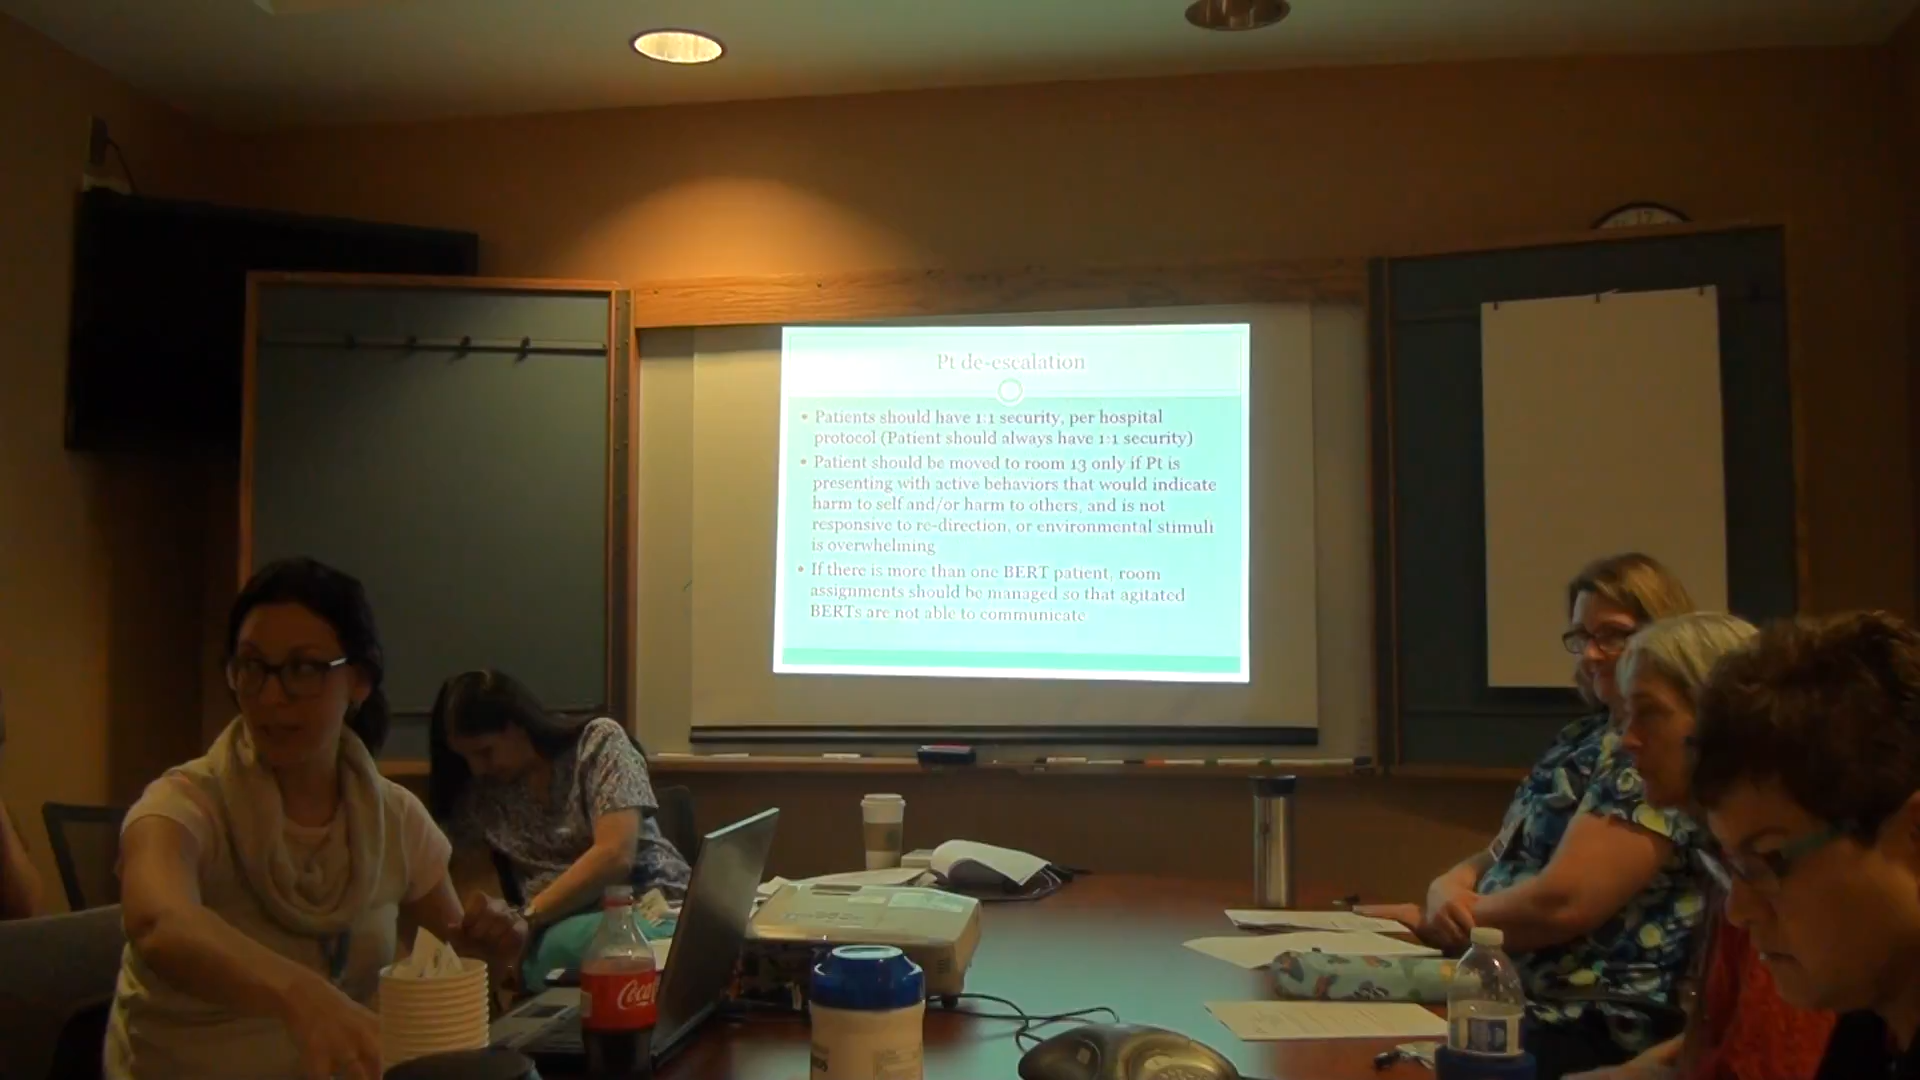 Pt de-escalation
• Patients should have 1:1 security, per hospital
protocol (Patient should always have 1:1 security)
• Patient should be moved to room 13 only if Pt is
presenting with active behaviors that would indicate
harm to self and/or harm to others, and is not
responsive to re-direction, or environmental stimuli
is overwhelming
• If there is more than one BERT patient, room
assignments should be managed so that agitated
BERTs are not able to communicate